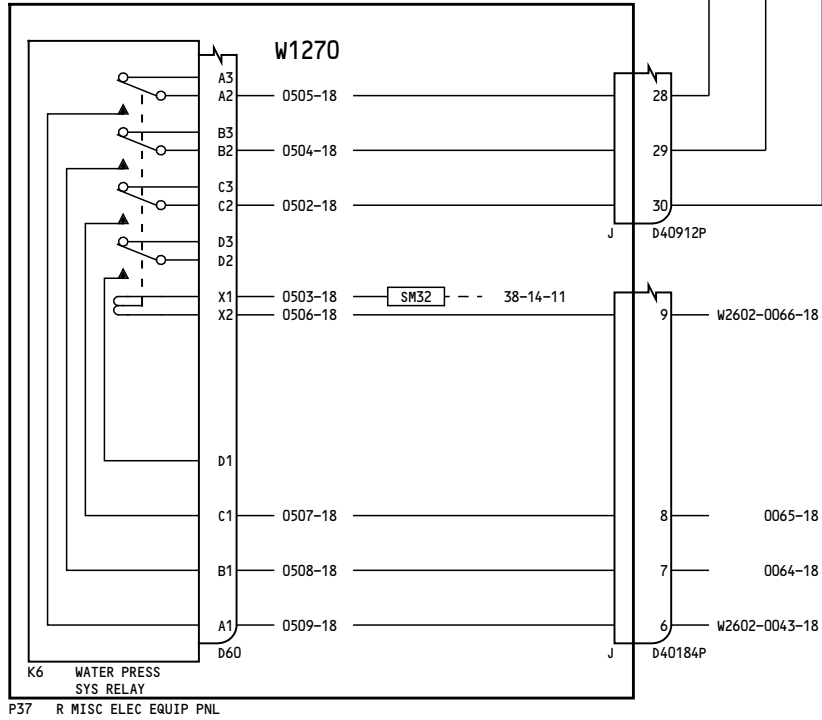 W1270
A3
A2 0505-18 28
B3
B2 0504-18 29
C3
C2 0502-18 30
J D40912P
D3
D2
X1 0503-18 SM32 38-14-11
X2 0506-18 9 W2602-0066-18
D1
C1 0507-18 8 0065-18
B1 0508-18 7 0064-18
A1 0509-18 6 W2602-0043-18
D60 J D40184P
K6 WATER PRESS
SYS RELAY
P37 R MISC ELEC EQUIP PNL